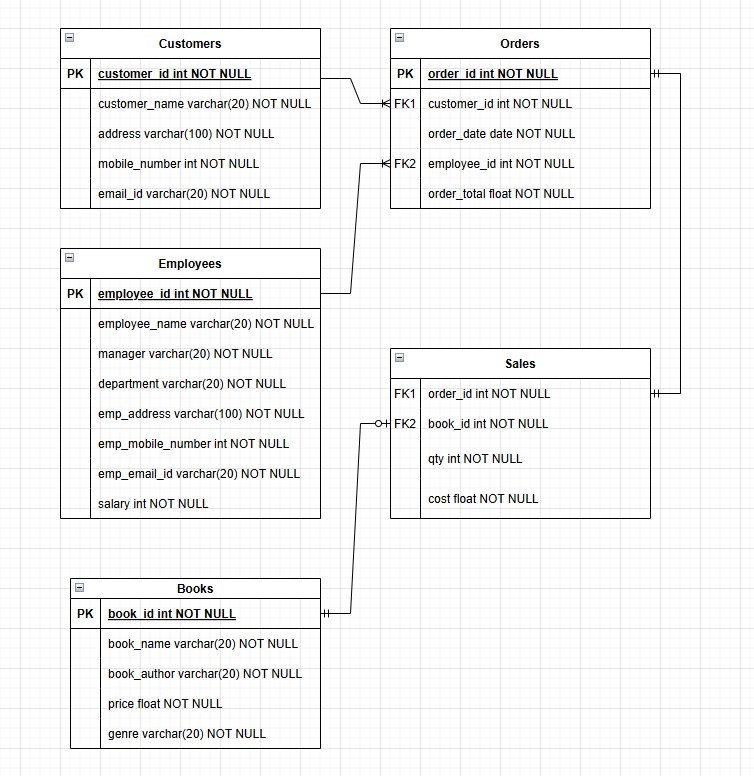 Customers
PK customer_id int NOT NULL
customer_name varchar(20) NOT NULL
address varchar(100) NOT NULL
mobile_number int NOT NULL
email_id varchar(20) NOT NULL
Orders
PK order_id int NOT NULL
FK1 customer_id int NOT NULL
order_date date NOT NULL
FK2 employee_id int NOT NULL
order_total float NOT NULL
Employees
PK employee_id int NOT NULL
employee_name varchar(20) NOT NULL
manager varchar(20) NOT NULL
department varchar(20) NOT NULL
emp_address varchar(100) NOT NULL
emp_mobile_number int NOT NULL
emp_email_id varchar(20) NOT NULL
salary int NOT NULL
Sales
FK1 order_id int NOT NULL
FK2 book_id int NOT NULL
qty int NOT NULL
cost float NOT NULL
Books
PK book_id int NOT NULL
book_name varchar(20) NOT NULL
book_author varchar(20) NOT NULL
price float NOT NULL
genre varchar(20) NOT NULL